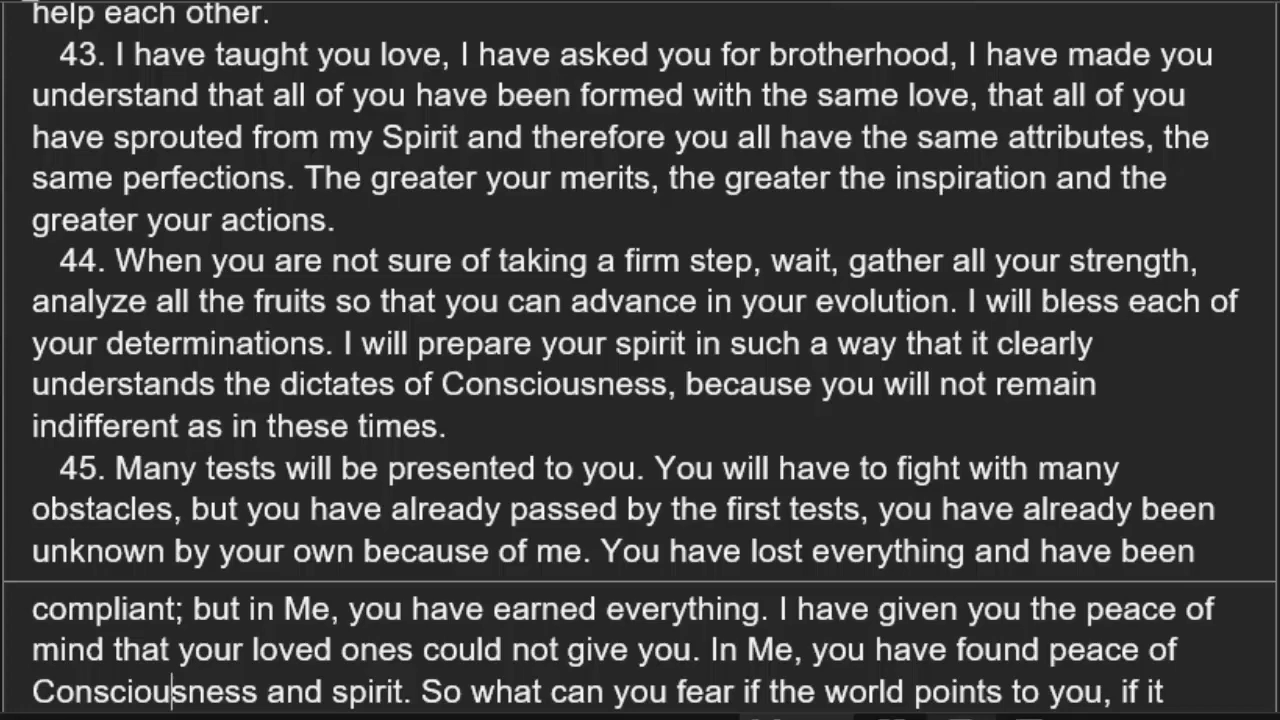 help each other.
43. I have taught you love, I have asked you for brotherhood, I have made you
understand that all of you have been formed with the same love, that all of you
have sprouted from my Spirit and therefore you all have the same attributes, the
same perfections. The greater your merits, the greater the inspiration and the
greater your actions.
44. When you are not sure of taking a firm step, wait, gather all your strength,
analyze all the fruits so that you can advance in your evolution. I will bless each of
your determinations. I will prepare your spirit in such a way that it clearly
understands the dictates of Consciousness, because you will not remain
indifferent as in these times.
45. Many tests will be presented to you. You will have to fight with many
obstacles, but you have already passed by the first tests, you have already been
unknown by your own because of me. You have lost everything and have been
compliant; but in Me, you have earned everything. I have given you the peace of
mind that your loved ones could not give you. In Me, you have found peace of
Consciousness and spirit. So what can you fear if the world points to you, if it